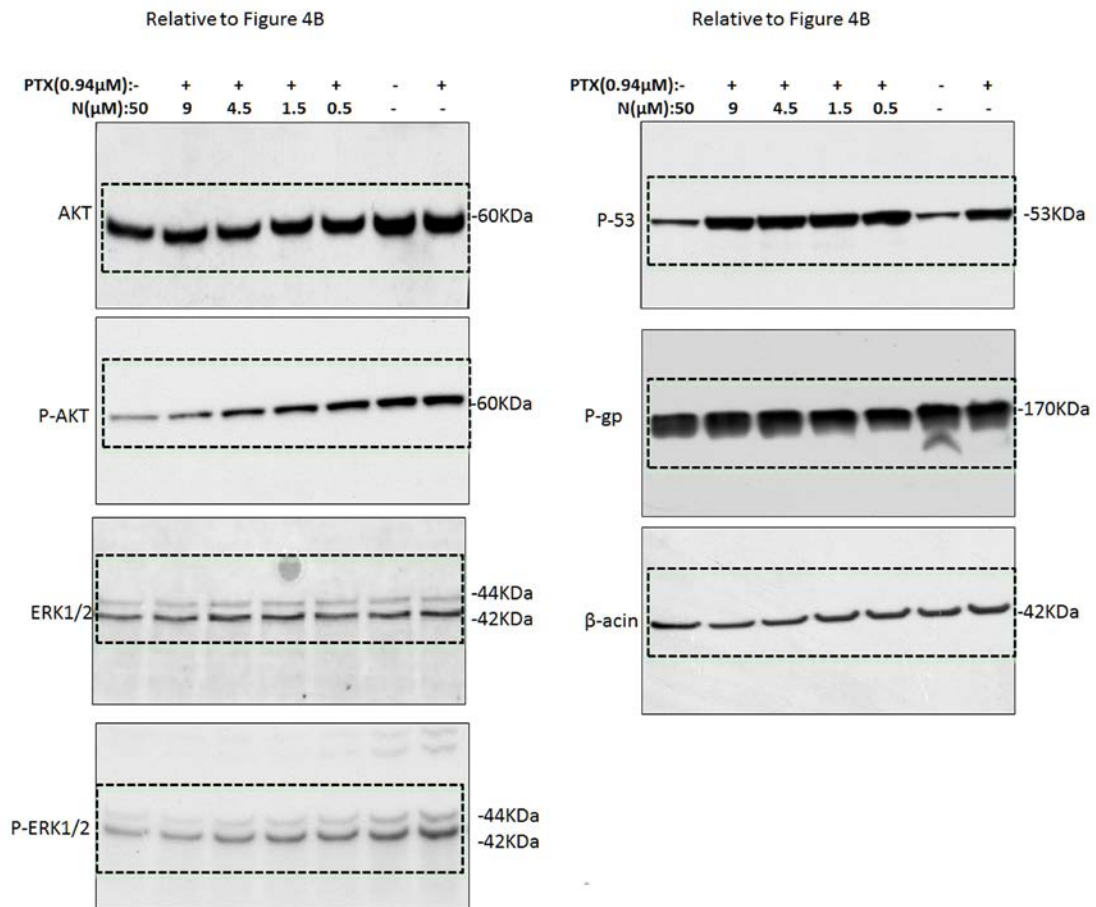 Relative to Figure 4B
PTX(0.94μM):- + + + + - +
N(μM):50 9 4.5 1.5 0.5 - -
AKT -60KDa
P-AKT -60KDa
ERK1/2 -44KDa
-42KDa
P-ERK1/2 -44KDa
-42KDa
Relative to Figure 4B
PTX(0.94μM):- + + + + - +
N(μM):50 9 4.5 1.5 0.5 - -
P-53 -53KDa
P-gp -170KDa
β-acin -42KDa